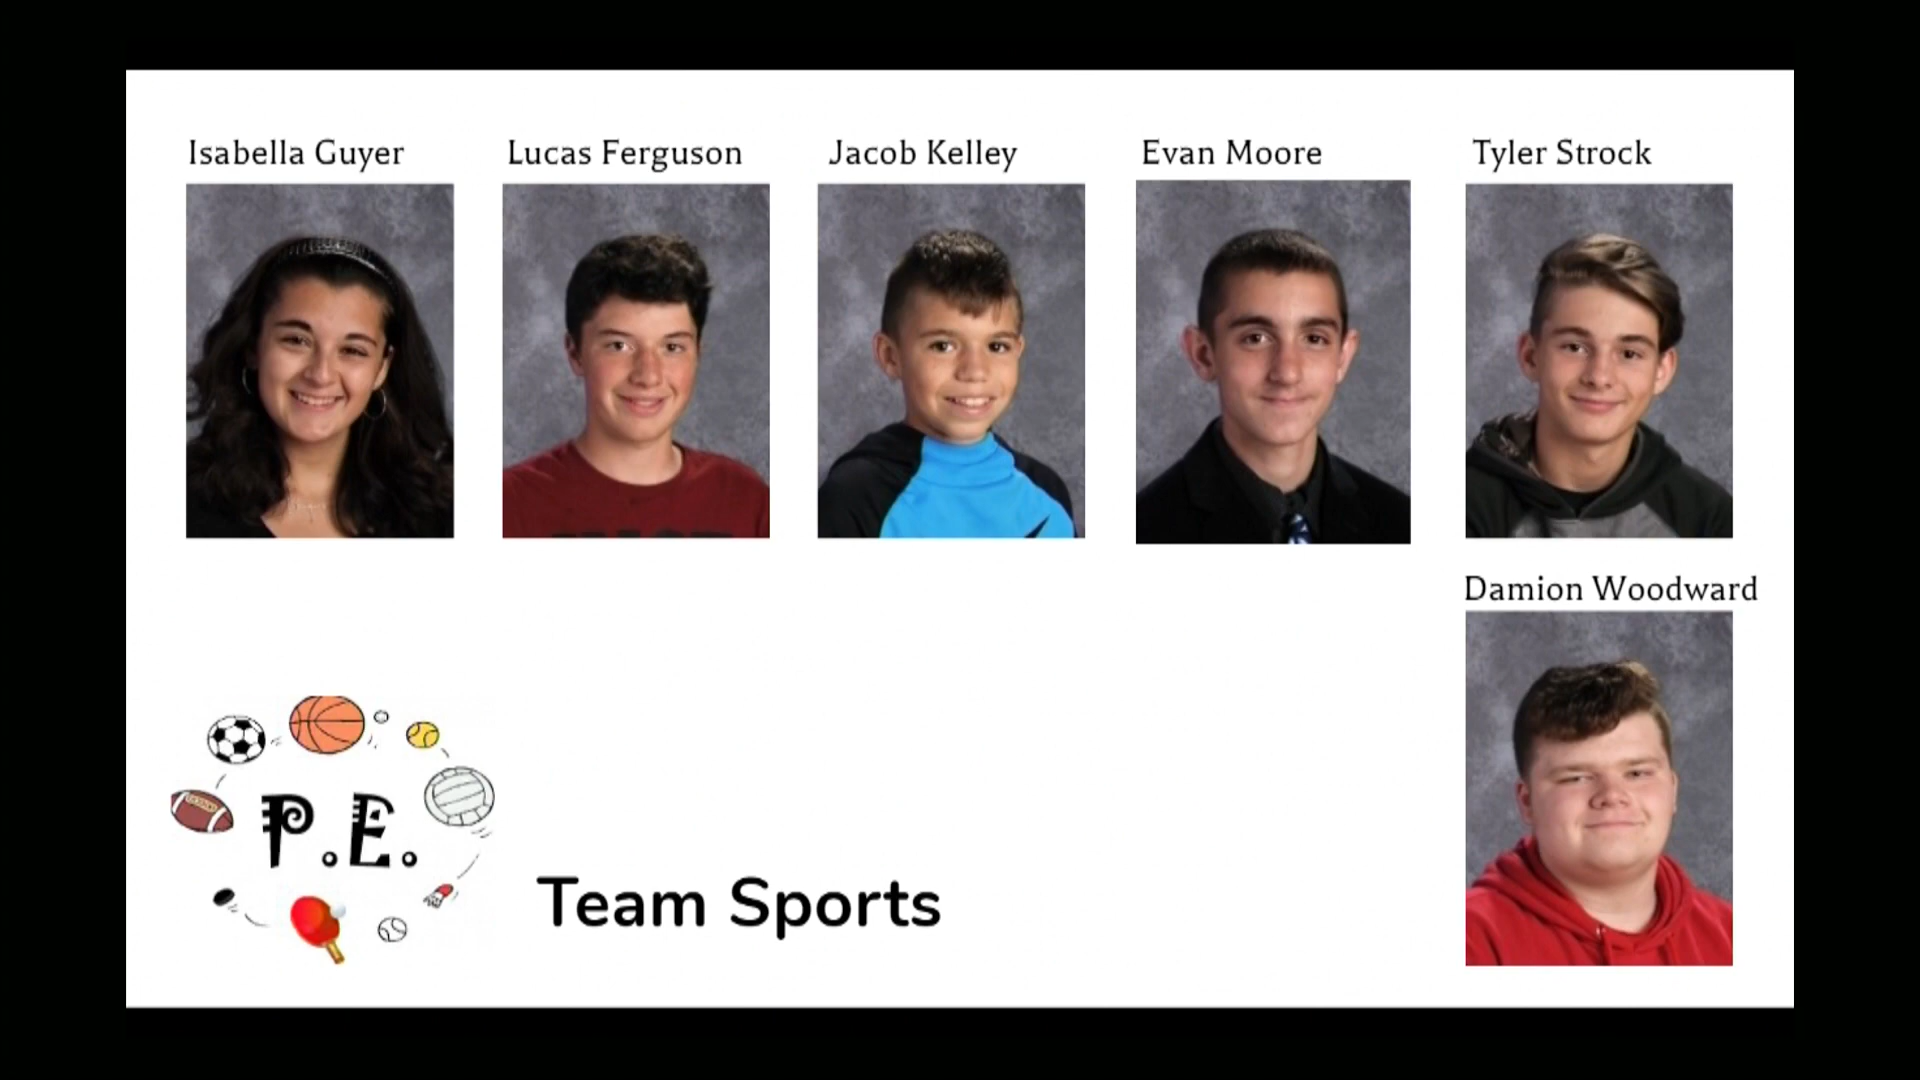 Isabella Guyer
Lucas Ferguson
Jacob Kelley
Evan Moore
Tyler Strock
Damion Woodward
P.E.
Team Sports